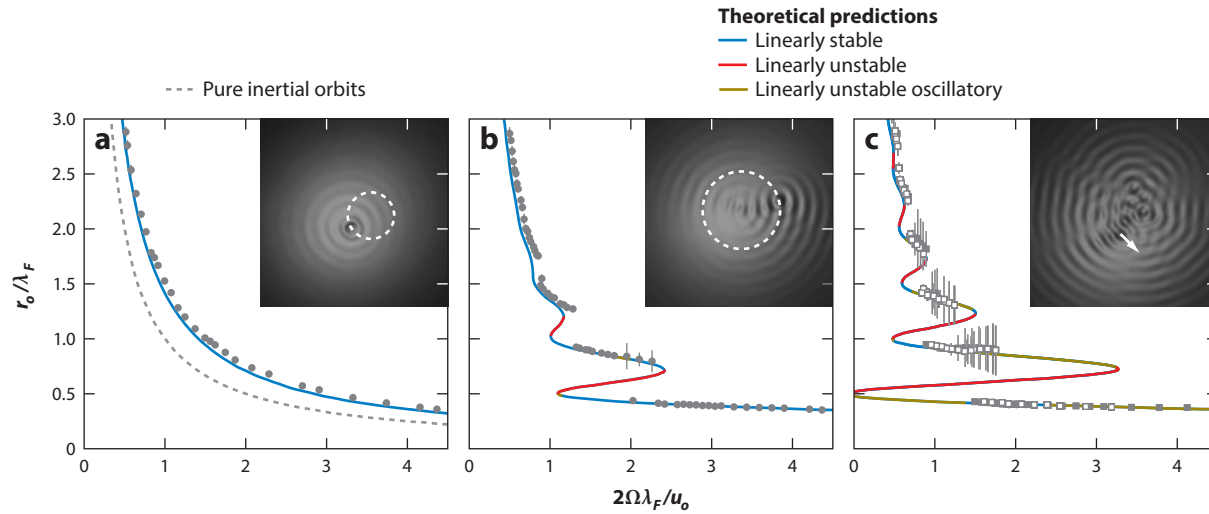 Theoretical predictions
Linearly stable
Linearly unstable
Linearly unstable oscillatory
Pure inertial orbits
a
b
c
r_o/λ_F
3.0
2.5
2.0
1.5
1.0
0.5
0
0 1 2 3 4
0 1 2 3 4
0 1 2 3 4
2Ωλ_F/u_o